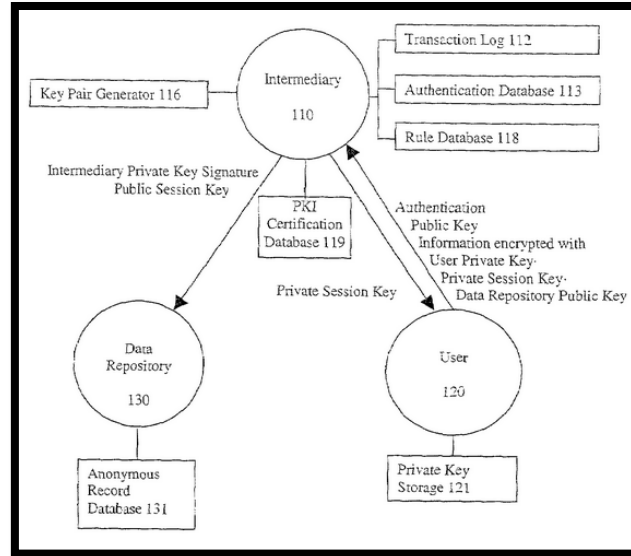 Transaction Log 112
Intermediary
Key Pair Generator 116
Authentication Database 113
110
Rule Database 118
Intermediary Private Key Signature
Public Session Key
PKI
Certification
Database 119
Authentication
Public Key
Information encrypted with
User Private Key·
Private Session Key·
Data Repository Public Key
Private Session Key
Data
Repository
130
User
120
Anonymous
Record
Database 131
Private Key
Storage 121